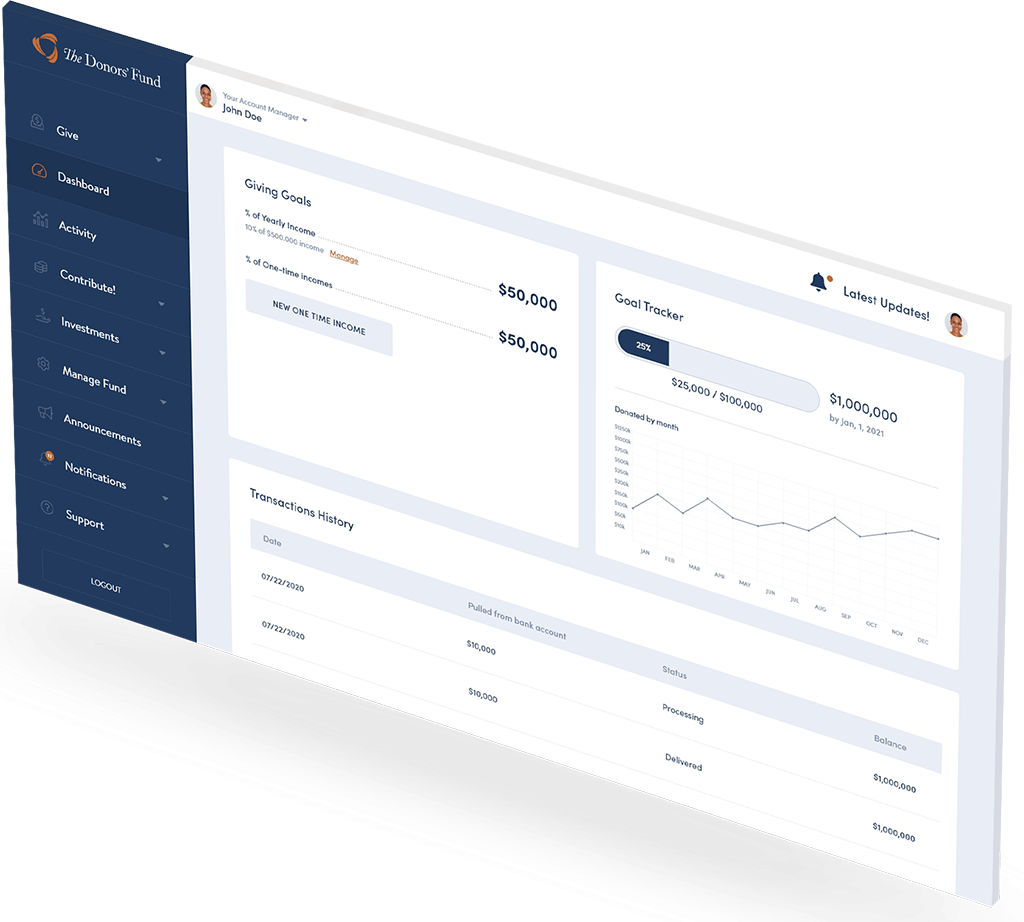 The Donors' Fund
Give
Dashboard
Activity
Contribute!
Investments
Manage Fund
Announcements
Notifications
Support
LOGOUT
Your Account Manager
John Doe
Latest Updates!
Giving Goals
% of Yearly Income
$50,000
10% of $500,000 income Manage
% of One-time incomes
$50,000
NEW ONE TIME INCOME
Goal Tracker
25%
$25,000 / $100,000
$1,000,000
by Jan, 1, 2021
Donated by month
$1000k
$750k
$500k
$250k
$200k
$150k
$100k
$50k
$10k
JAN FEB MAR APR MAY JUN JUL AUG SEP OCT NOV DEC
Transactions History
Date Pulled from bank account Status Balance
07/22/2020 $10,000 Processing $1,000,000
07/22/2020 $10,000 Delivered $1,000,000